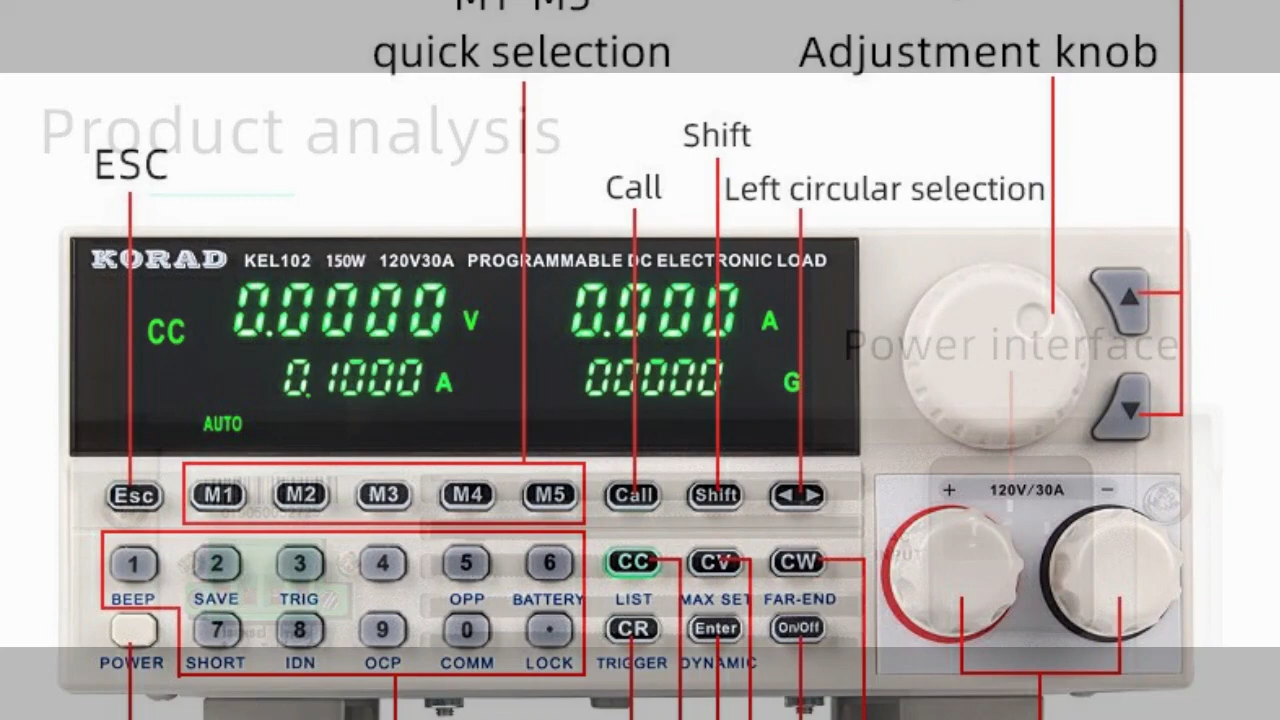 M1-M5
quick selection
Adjustment knob
Product analysis
ESC
Shift
Call
Left circular selection
KORAD KEL102 150W 120V30A PROGRAMMABLE DC ELECTRONIC LOAD
CC 0.0000 V 0.000 A
0.1000 A 00000 G
AUTO
Power interface
Esc M1 M2 M3 M4 M5 Call Shift
+ 120V/30A -
1 2 3 4 5 6 CC CV CW
BEEP SAVE TRIG OPP BATTERY LIST MAX SET FAR-END
7 8 9 0 . CR Enter On/Off
POWER SHORT IDN OCP COMM LOCK TRIGGER DYNAMIC